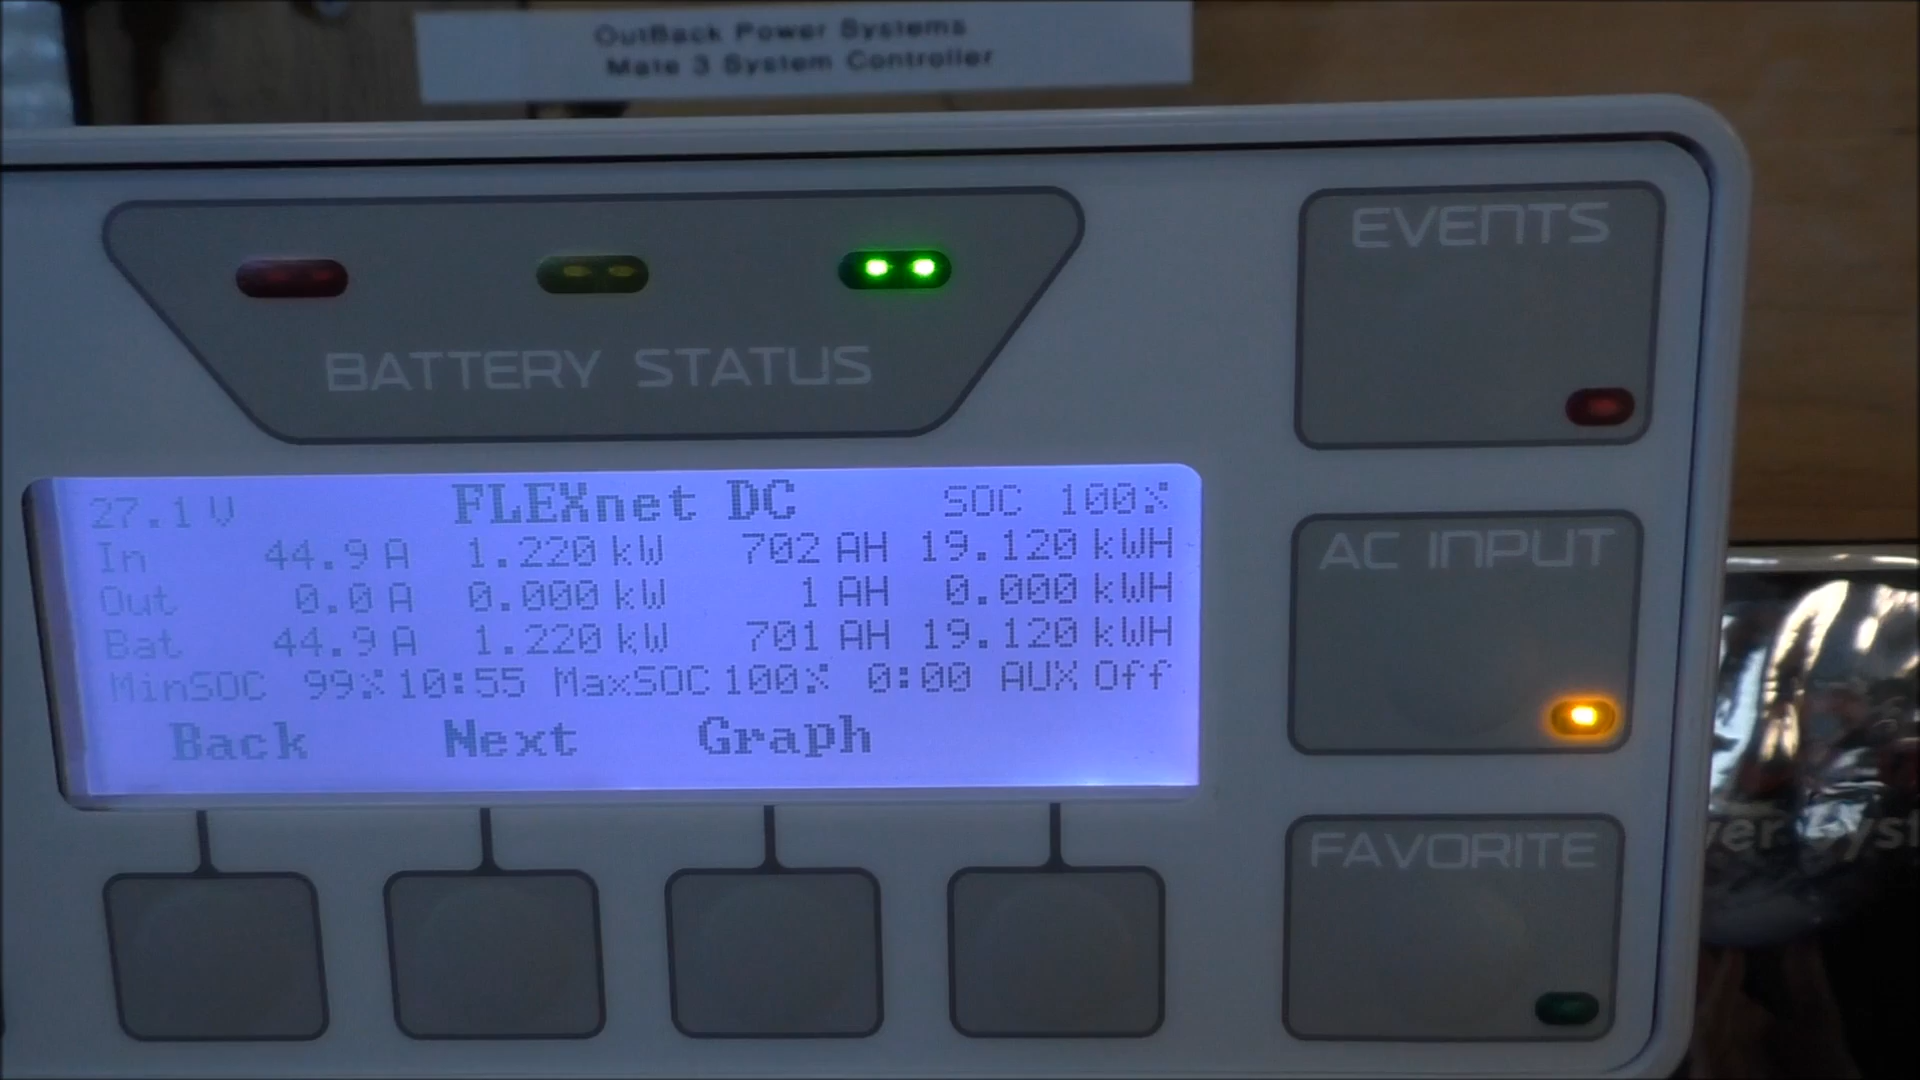 OutBack Power Systems
Mate 3 System Controller
EVENTS
BATTERY STATUS
27.1 V FLEXnet DC SOC 100%
In 44.9 A 1.220 kW 702 AH 19.120 kWH
Out 0.0 A 0.000 kW 1 AH 0.000 kWH
Bat 44.9 A 1.220 kW 701 AH 19.120 kWH
MinSOC 99% 10:55 MaxSOC 100% 0:00 AUX Off
Back Next Graph
AC INPUT
FAVORITE